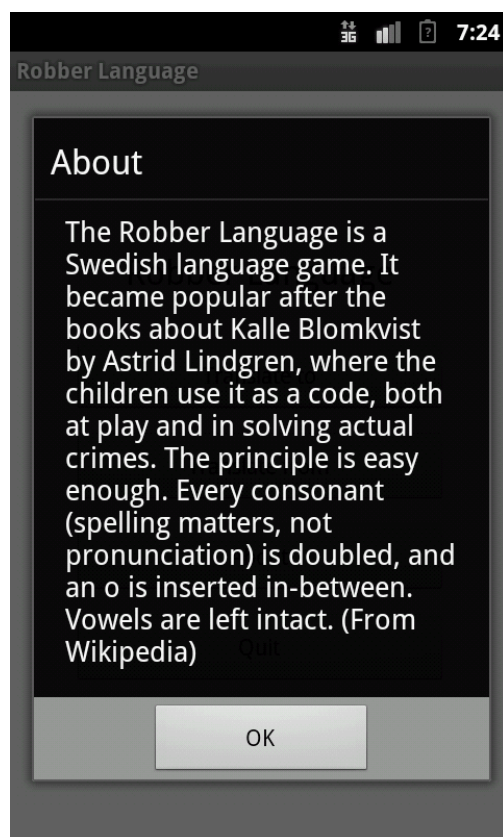 7:24
Robber Language
About
The Robber Language is a
Swedish language game. It
became popular after the
books about Kalle Blomkvist
by Astrid Lindgren, where the
children use it as a code, both
at play and in solving actual
crimes. The principle is easy
enough. Every consonant
(spelling matters, not
pronunciation) is doubled, and
an o is inserted in-between.
Vowels are left intact. (From
Wikipedia)
Quit
OK